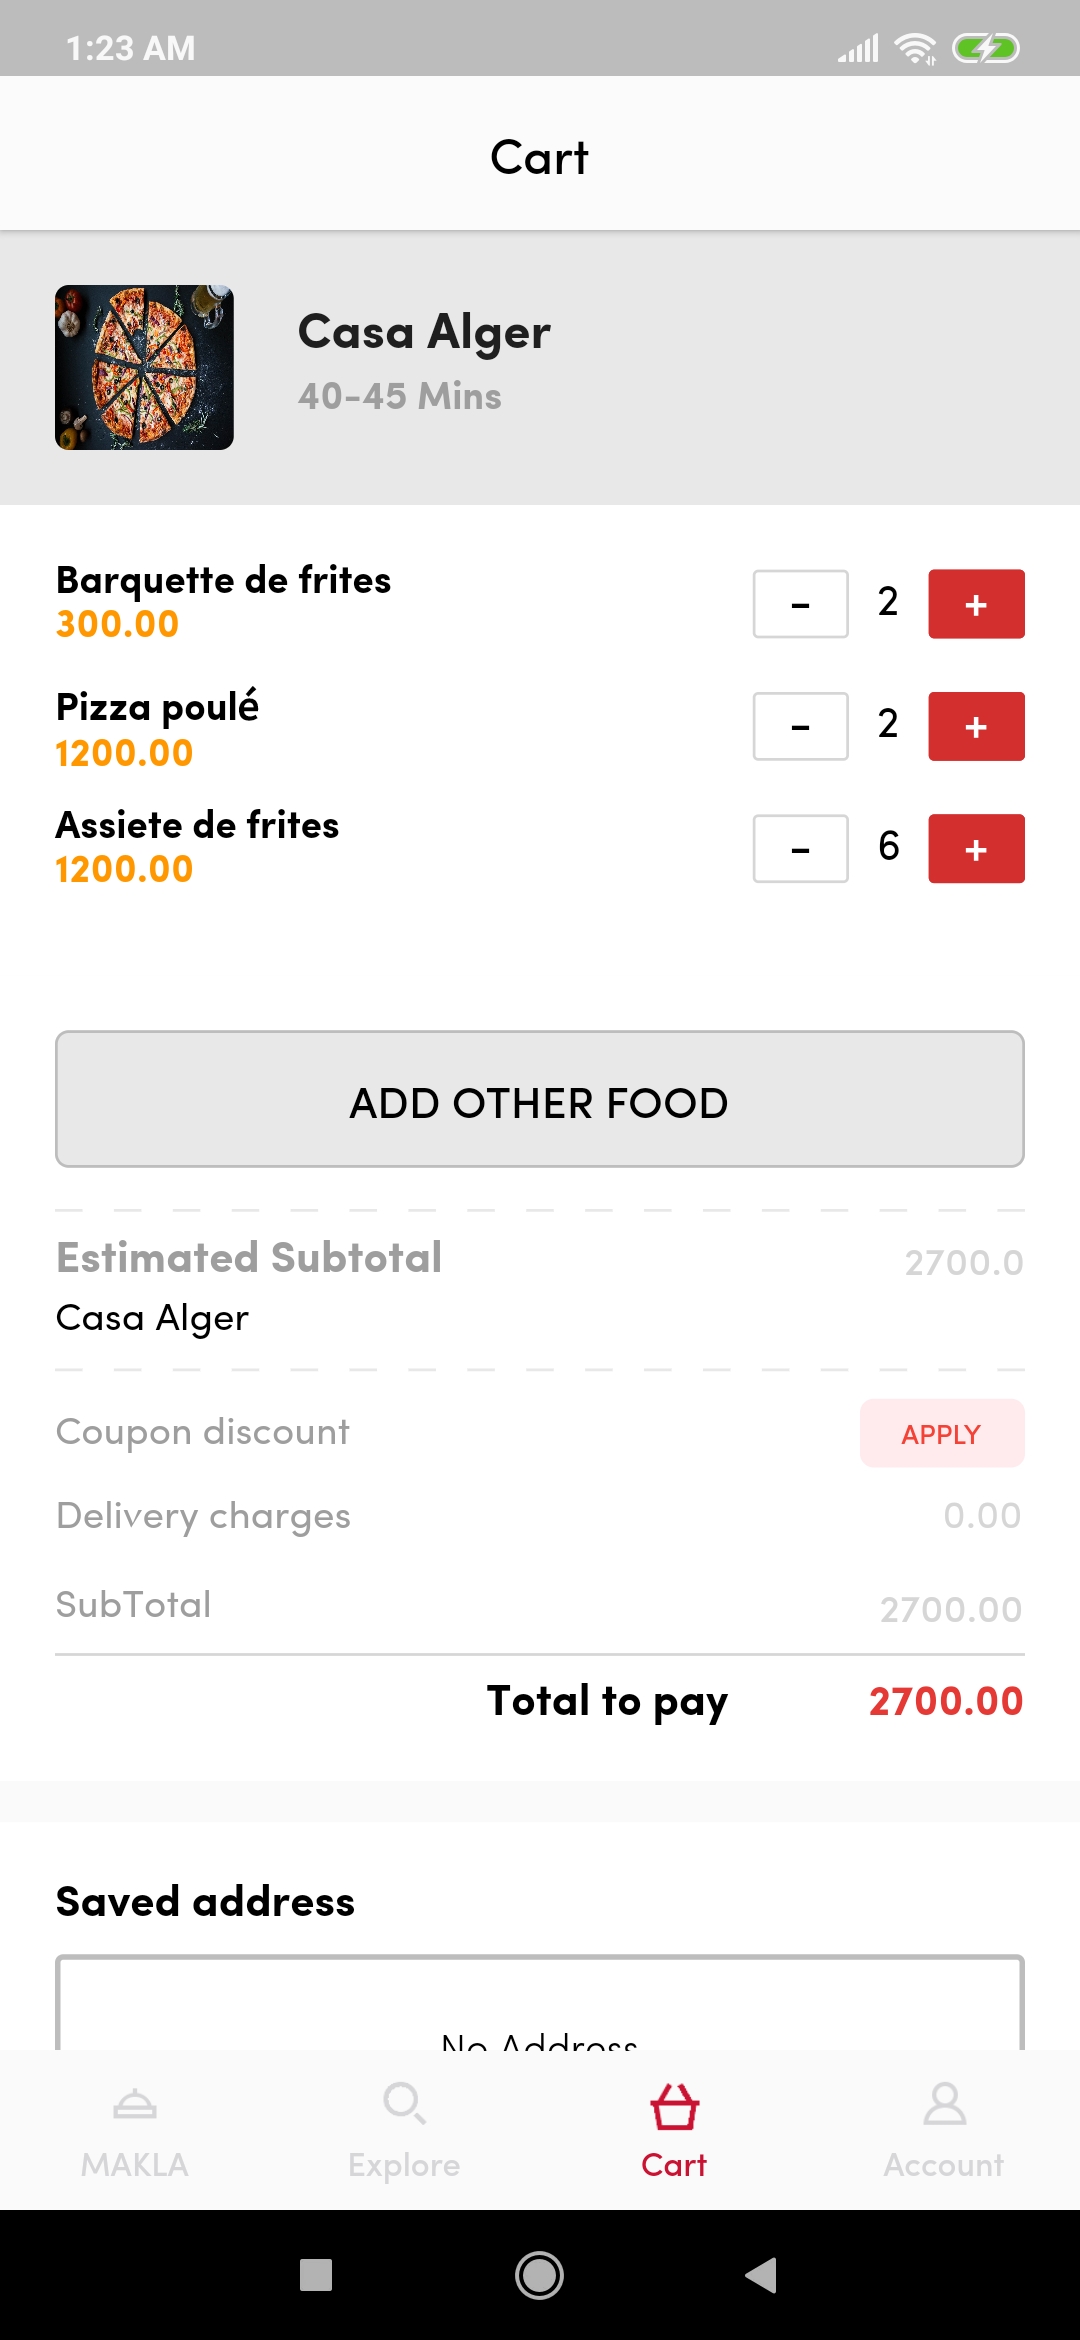 1:23 AM
Cart
Casa Alger
40-45 Mins
Barquette de frites
300.00
- 2 +
Pizza poulé
1200.00
- 2 +
Assiete de frites
1200.00
- 6 +
ADD OTHER FOOD
Estimated Subtotal 2700.0
Casa Alger
Coupon discount APPLY
Delivery charges 0.00
SubTotal 2700.00
Total to pay 2700.00
Saved address
No Address
MAKLA Explore Cart Account